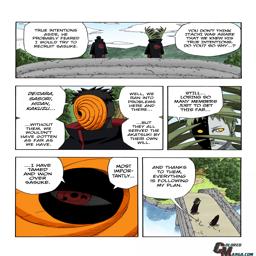 TRUE INTENTIONS
ASIDE, HE
PROBABLY FEARED
I WOULD TRY TO
RECRUIT SASUKE.
YOU DON'T THINK
ITACHI WAS AWARE
THAT HE KNEW HIS
"TRUE INTENTIONS,"
DO YOU? SO WHY...?
DEIDARA,
SASORI,
HIDAN,
KAKUZU...
...WITHOUT
THEM, WE
WOULDN'T
HAVE GOTTEN
AS FAR AS
WE HAVE.
WELL, WE
RAN INTO
PROBLEMS
HERE AND
THERE...
...BUT THEY
ALL SERVED
THE
AKATSUKI BY
THEIR OWN
WILL.
STILL...
LOSING SO
MANY MEMBERS
JUST TO GET
THIS FAR...
I HAVE
TAMED AND
WON OVER
SASUKE.
MOST
IMPOR-
TANTLY...
AND THANKS
TO THEM,
EVERYTHING
IS FOLLOWING
MY PLAN.
COLORED
MANGA.COM